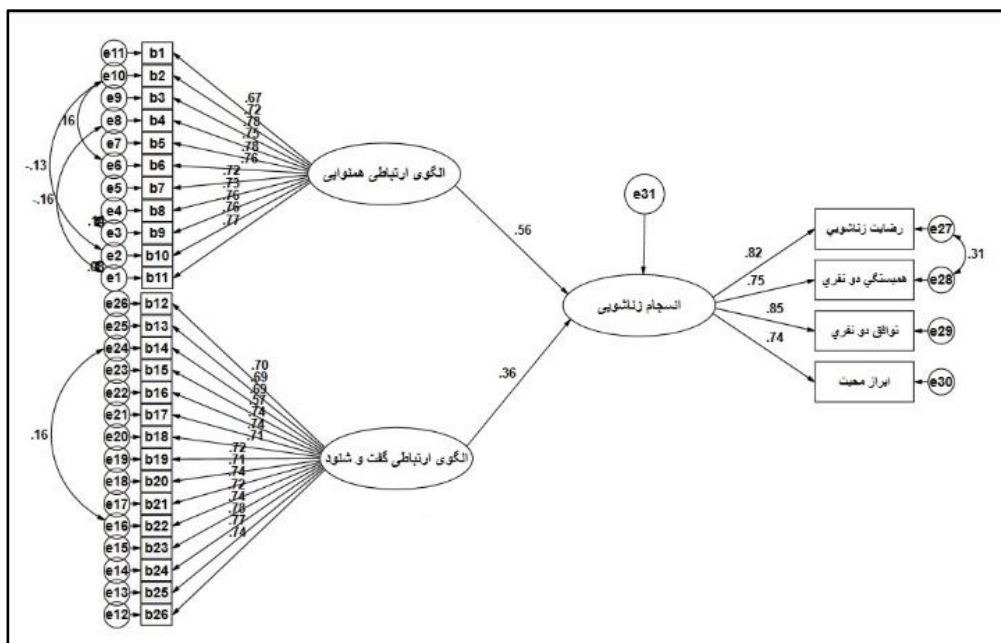 e11 b1
e10 b2
e9 b3
e8 b4
e7 b5
e6 b6
e5 b7
e4 b8
e3 b9
e2 b10
e1 b11
e26 b12
e25 b13
e24 b14
e23 b15
e22 b16
e21 b17
e20 b18
e19 b19
e18 b20
e17 b21
e16 b22
e15 b23
e14 b24
e13 b25
e12 b26
16
-.13
-.16
.16
.67
.72
.78
.75
.78
.76
.72
.73
.76
.76
.77
الگوی ارتباطی همنوایی
.70
.69
.69
.57
.74
.74
.71
.72
.71
.74
.72
.74
.78
.77
.74
الگوی ارتباطی گفت و شنود
.56
.36
e31
انسجام زناشویی
.82
.75
.85
.74
رضايت زناشويي
همبستگي دو نفري
توافق دو نفري
ابراز محبت
e27
e28
e29
e30
.31